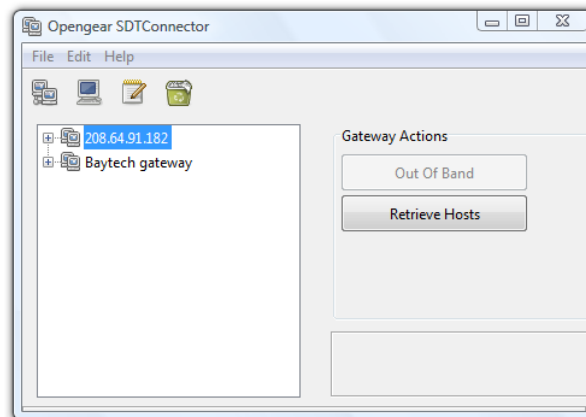 Opengear SDTConnector
File Edit Help
208.64.91.182
Baytech gateway
Gateway Actions
Out Of Band
Retrieve Hosts